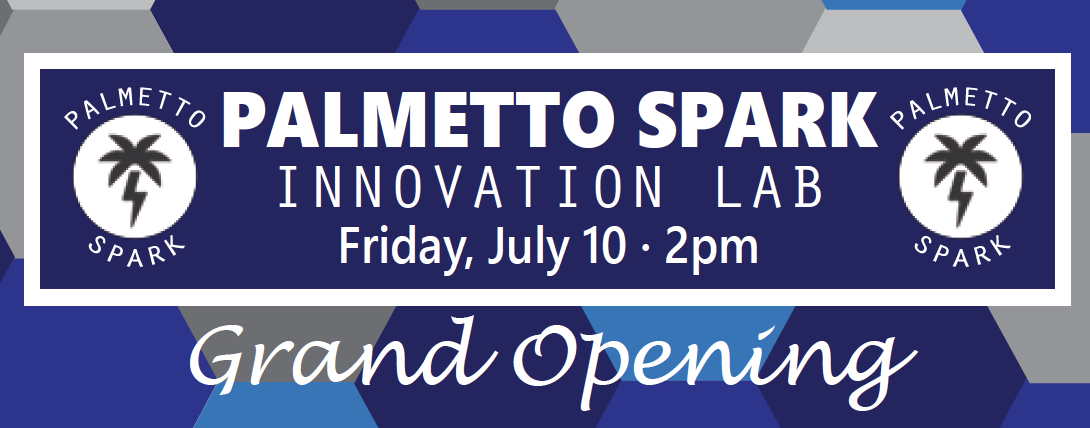 PALMETTO
SPARK
PALMETTO SPARK
INNOVATION LAB
Friday, July 10 · 2pm
PALMETTO
SPARK
Grand Opening